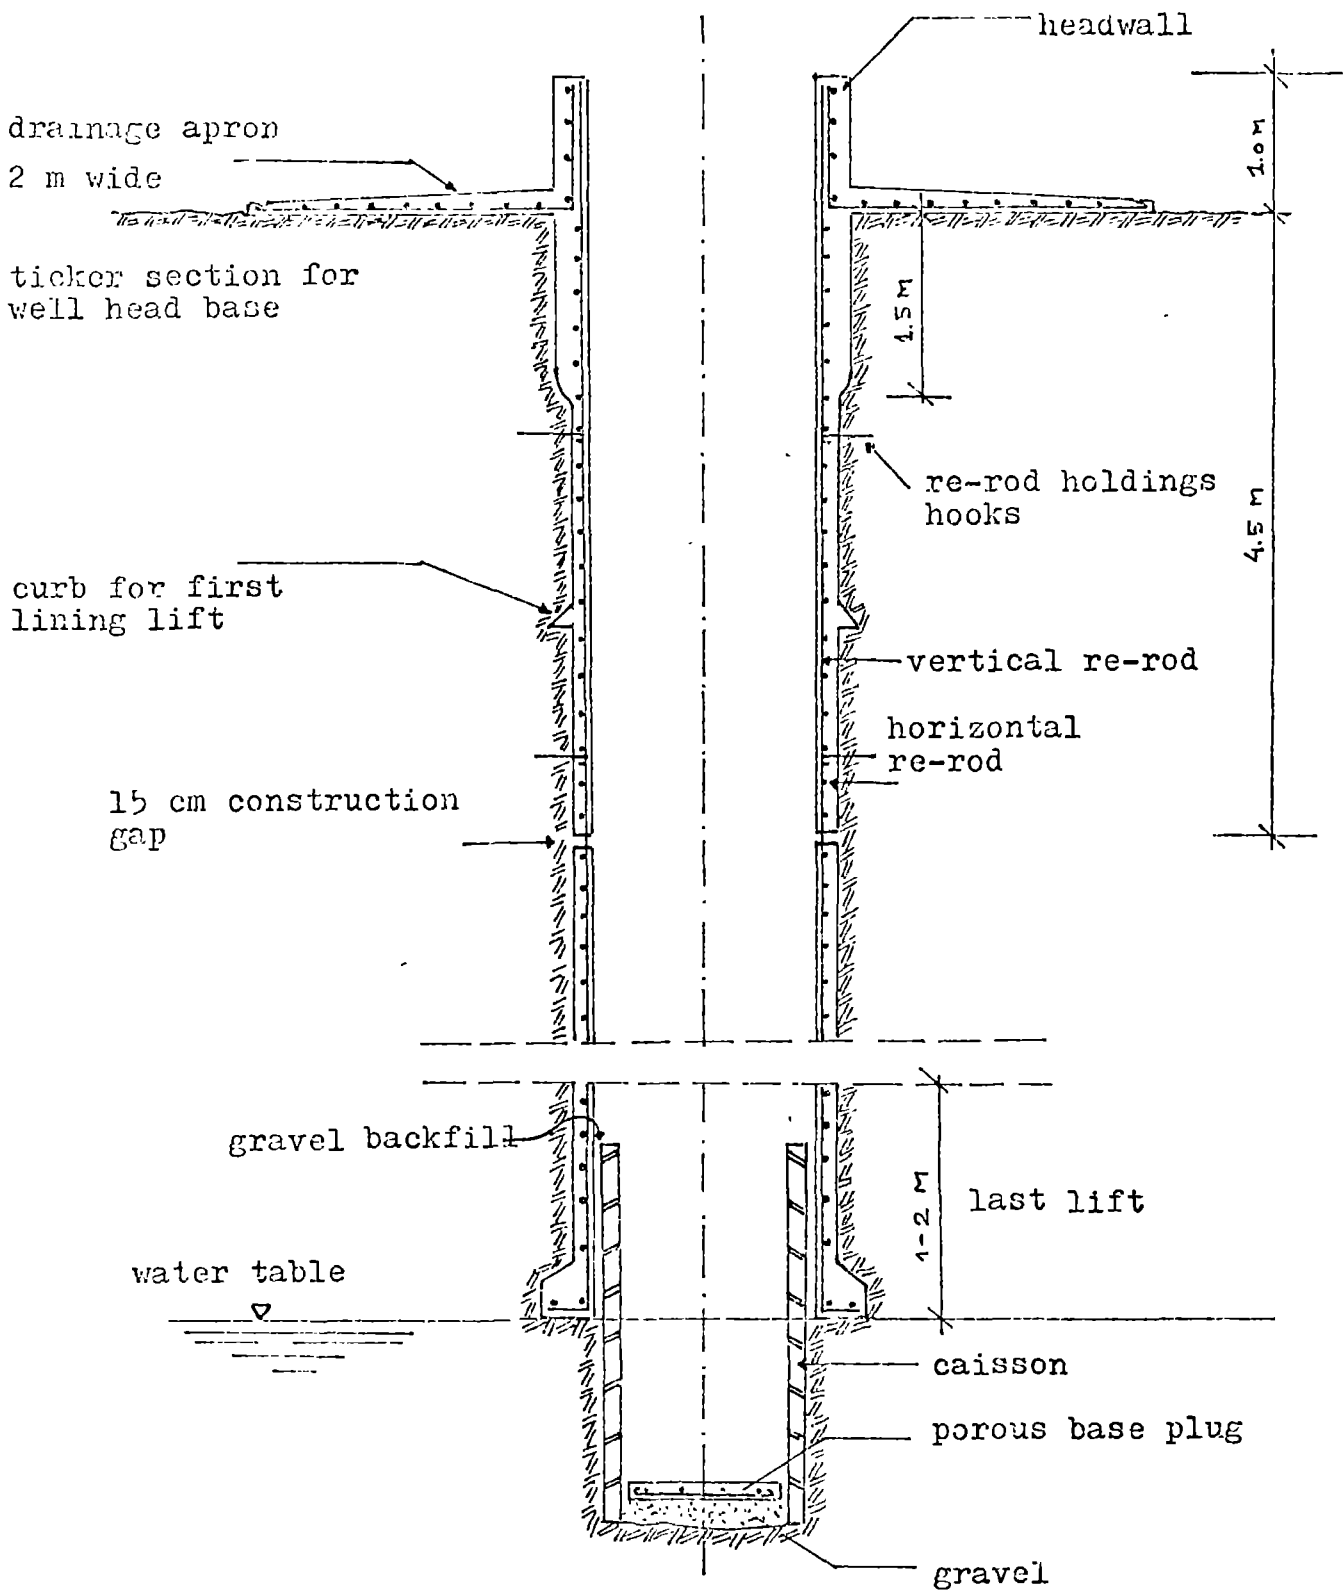 headwall
drainage apron
2 m wide
1.0 M
ticker section for
well head base
1.5 M
re-rod holdings
hooks
4.5 M
curb for first
lining lift
vertical re-rod
horizontal
re-rod
15 cm construction
gap
gravel backfill
1-2 M
last lift
water table
caisson
porous base plug
gravel